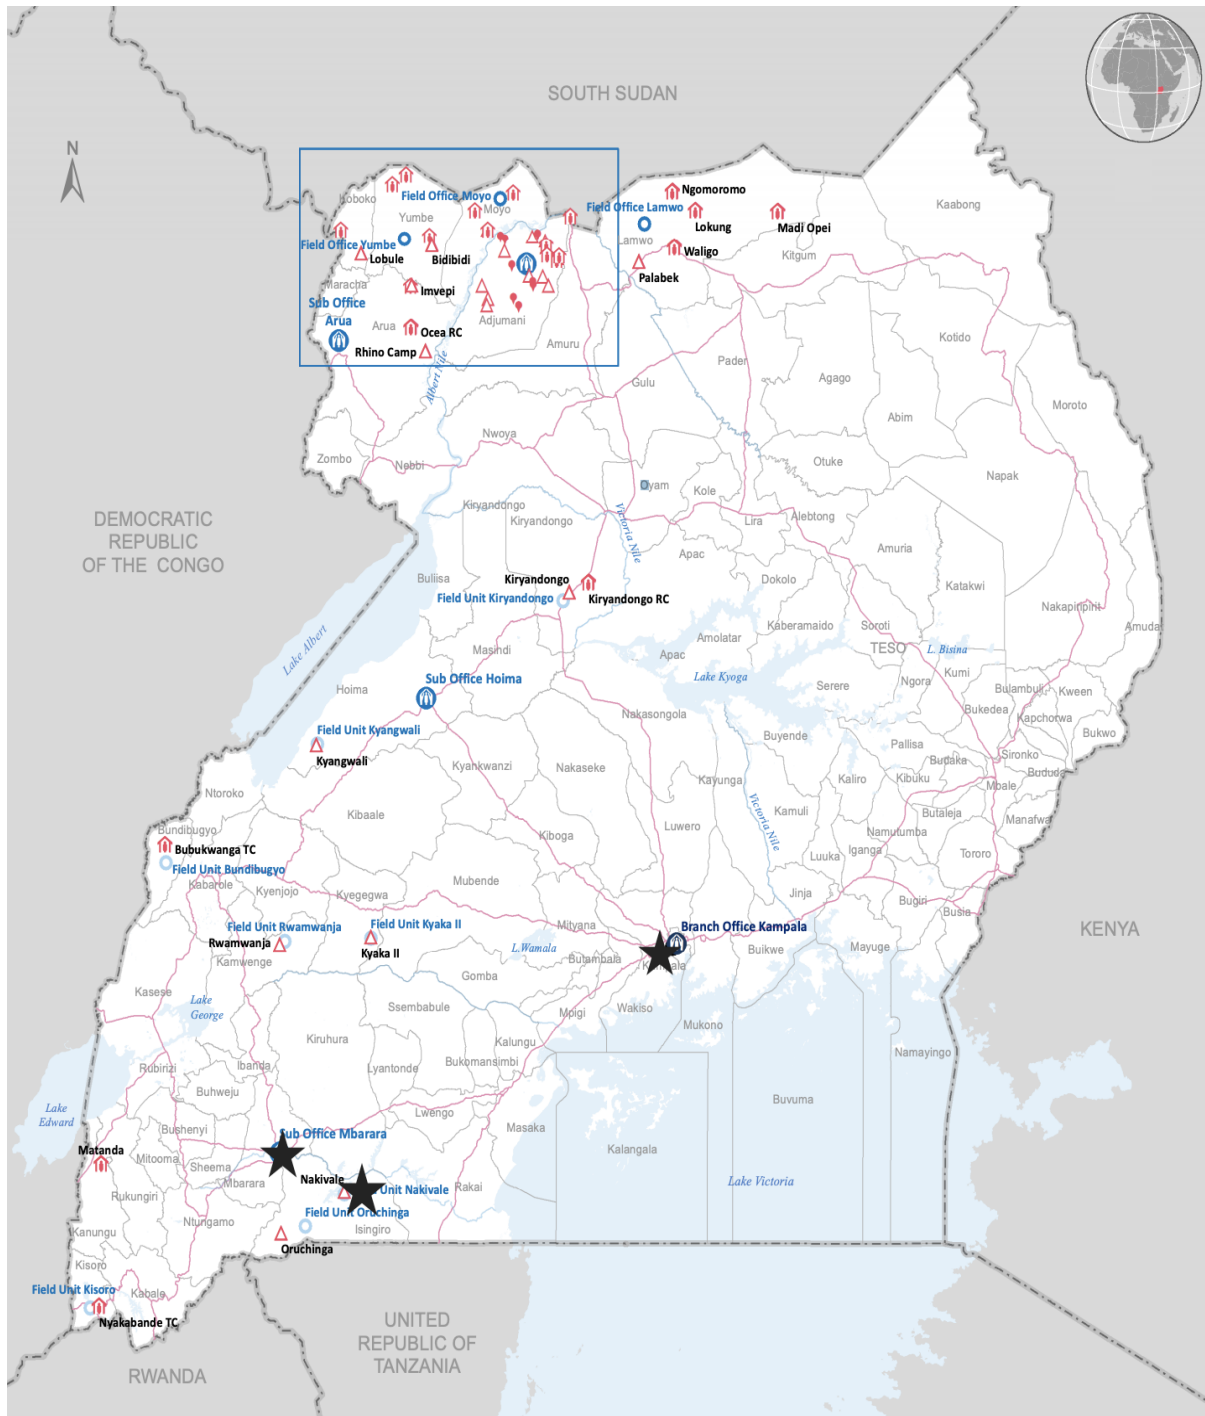 SOUTH SUDAN
N
Ngomoromo
Field Office Moyo
Koboko
Moyo
Field Office Lamwo
Kaabong
Yumbe
Lokung
Madi Opei
Field Office Yumbe
Lamwo
Waligo
Kitgum
Lobule
Bidibidi
Palabek
Maracha
Imvepi
Sub Office
Arua
Adjumani
Arua
Ocea RC
Kotido
Amuru
Rhino Camp
Albert Nile
Pader
Gulu
Agago
Moroto
Abim
Nwoya
Zombo
Nebbi
Otuke
Napak
Oyam
Kole
Kiryandongo
Kiryandongo
Victoria Nile
Lira
Alebtong
DEMOCRATIC
REPUBLIC
OF THE CONGO
Apac
Amuria
Buliisa
Kiryandongo
Dokolo
Katakwi
Field Unit Kiryandongo
Kiryandongo RC
Nakapiripirit
Kaberamaido
Soroti
Amudat
Amolatar
Lake Albert
Masindi
Apac
TESO
L. Bisina
Sub Office Hoima
Lake Kyoga
Kumi
Hoima
Serere
Ngora
Bulambuli
Kween
Nakasongola
Bukedea
Kapchorwa
Field Unit Kyangwali
Buyende
Bukwo
Kyangwali
Pallisa
Sironko
Kyankwanzi
Nakaseke
Budaka
Kayunga
Kaliro
Kibuku
Bududa
Ntoroko
Mbale
Kibaale
Victoria Nile
Kamuli
Butaleja
Manafwa
Bundibugyo
Kiboga
Luwero
Namutumba
Bubukwanga TC
Luuka
Iganga
Tororo
Field Unit Bundibugyo
Kabarole
Kyenjojo
Kyegegwa
Mubende
Jinja
Bugiri
Busia
Field Unit Rwamwanja
Field Unit Kyaka II
Mityana
Branch Office Kampala
KENYA
Rwamwanja
Kyaka II
L.Wamala
Buikwe
Mayuge
Kamwenge
Butambala
Kampala
Gomba
Kasese
Lake
George
Ssembabule
Mpigi
Wakiso
Mukono
Kiruhura
Kalungu
Namayingo
Rubirizi
Ibanda
Lyantonde
Bukomansimbi
Buhweju
Buvuma
Lake
Edward
Lwengo
Bushenyi
Sub Office Mbarara
Masaka
Matanda
Mitooma
Sheema
Kalangala
Nakivale
Mbarara
Unit Nakivale
Rakai
Lake Victoria
Rukungiri
Field Unit Oruchinga
Ntungamo
Isingiro
Kanungu
Oruchinga
Kisoro
Field Unit Kisoro
Kabale
Nyakabande TC
UNITED
REPUBLIC OF
TANZANIA
RWANDA